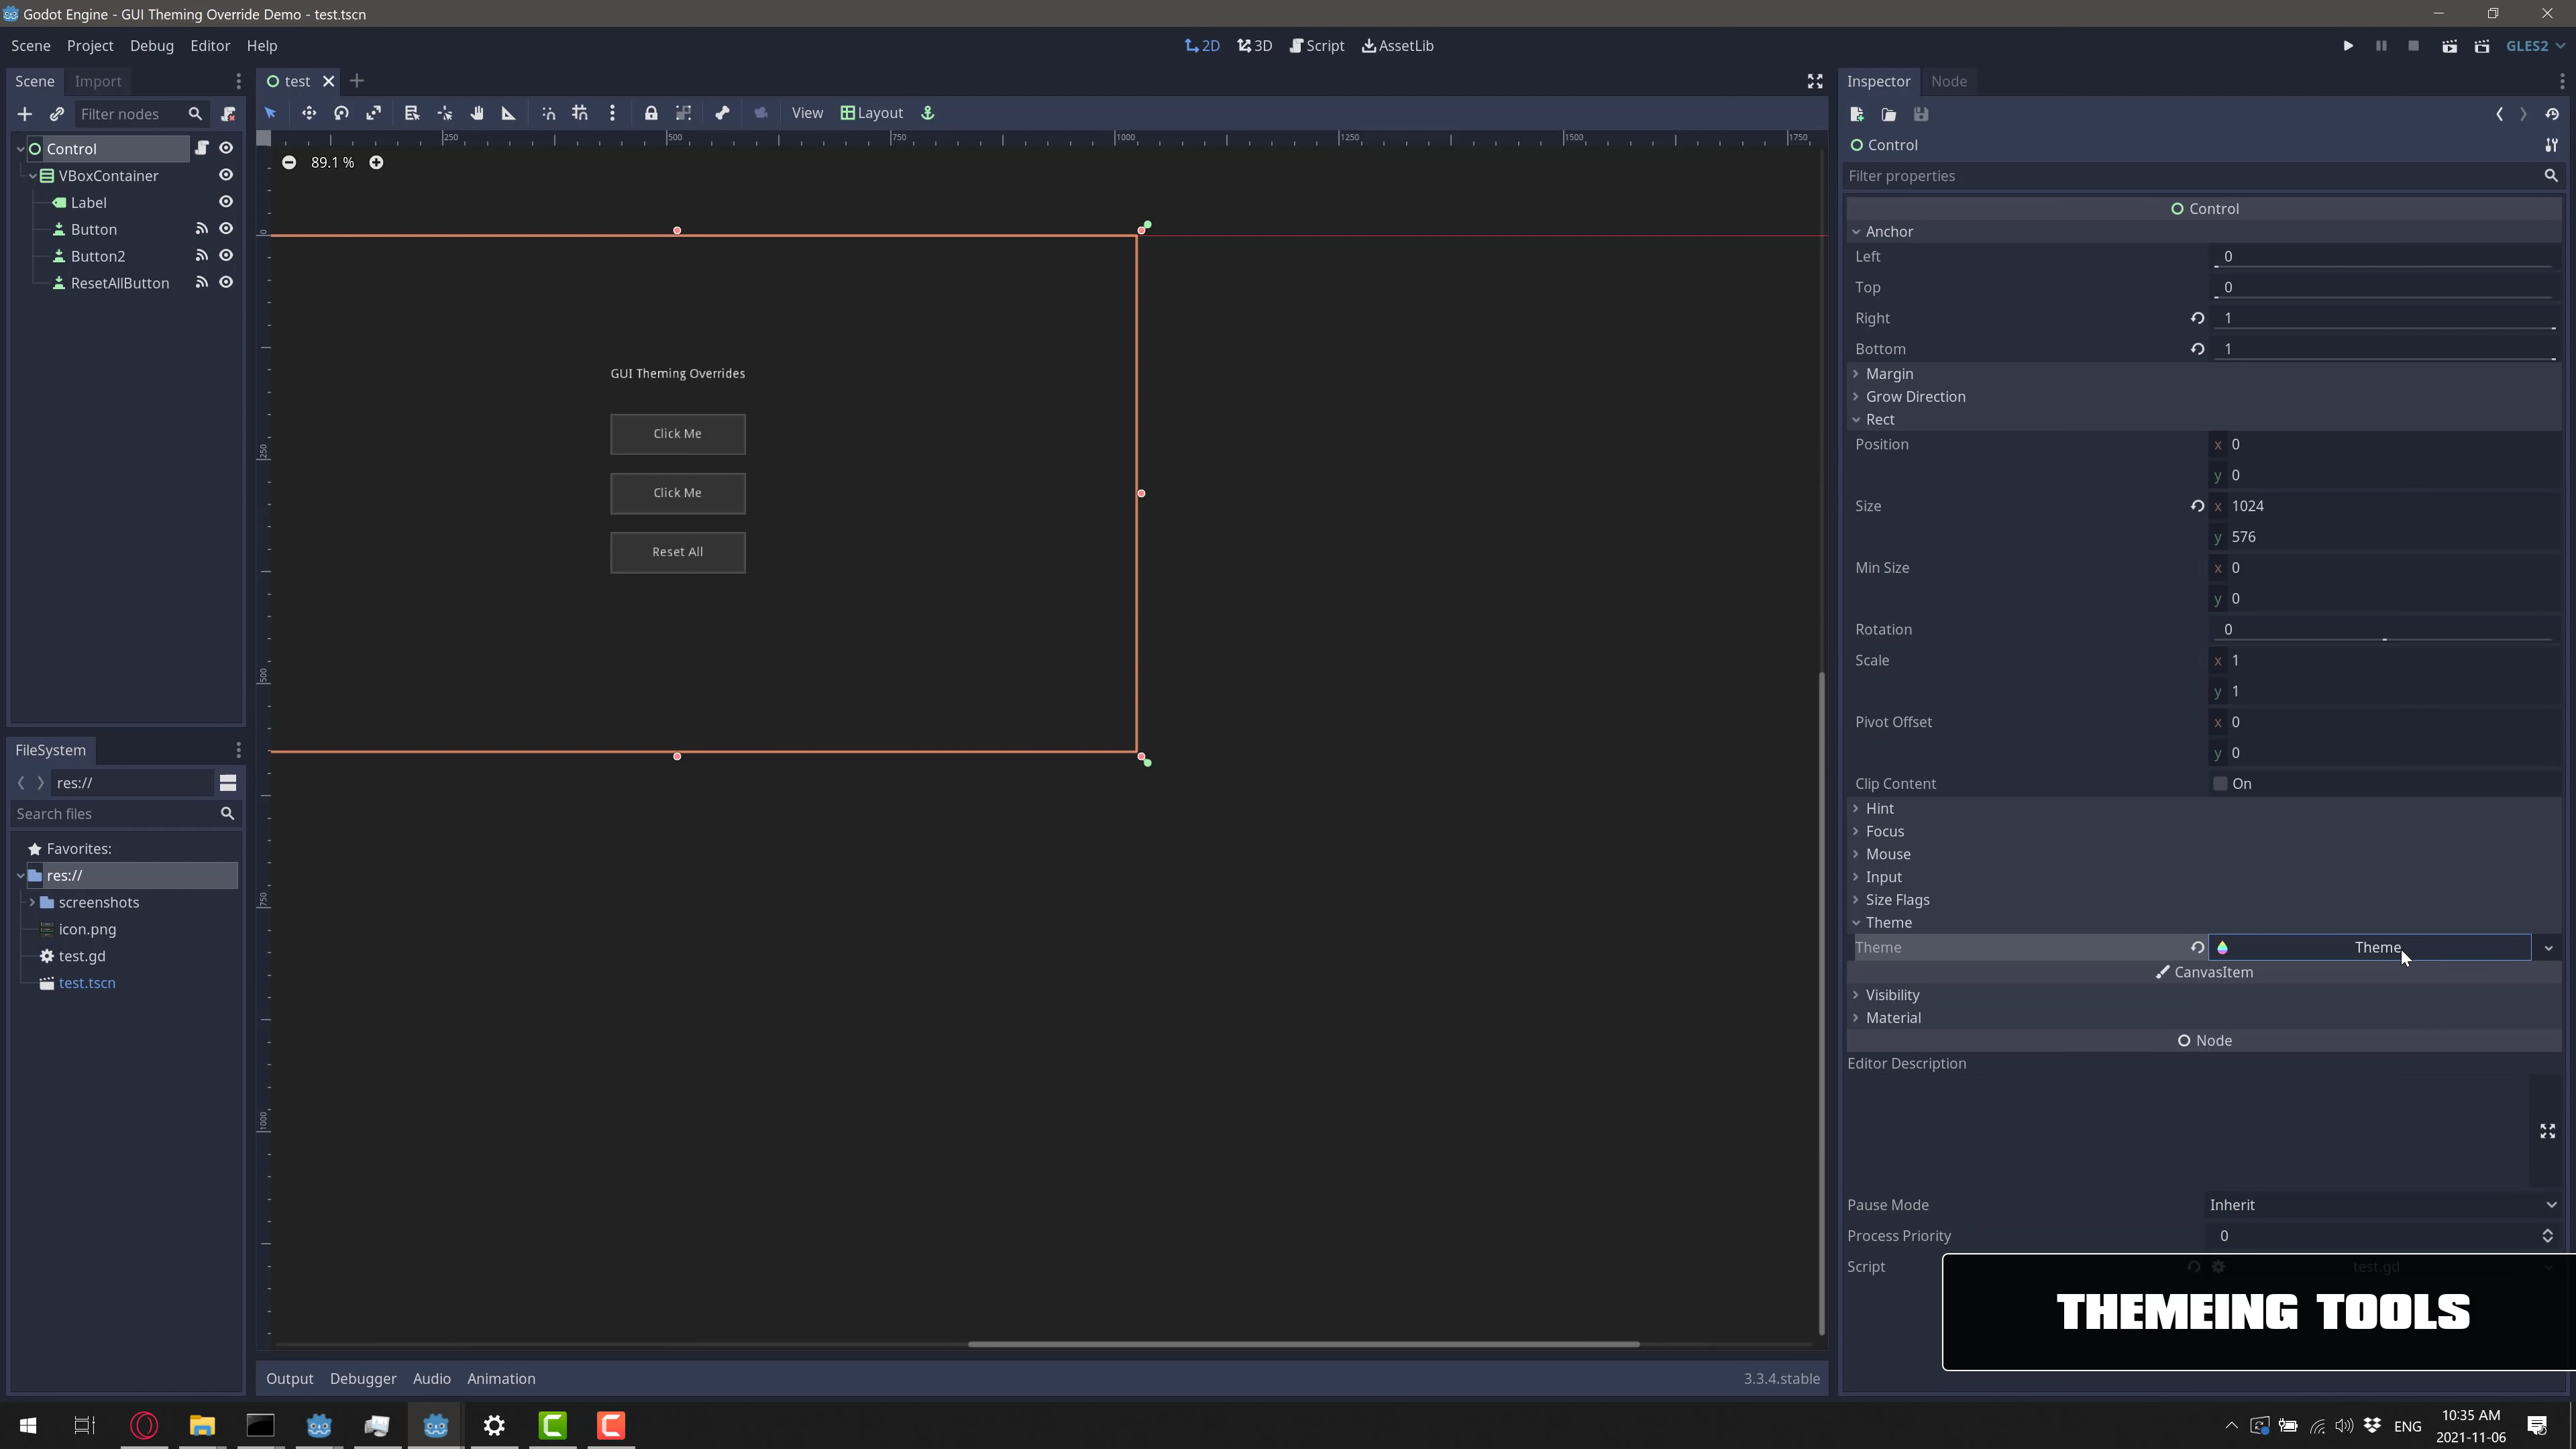 Godot Engine - GUI Theming Override Demo - test.tscn
Scene Project Debug Editor Help
2D 3D Script AssetLib
GLES2
Scene Import
test
Inspector Node
Filter nodes
View Layout
Control
VBoxContainer
Label
Button
Button2
ResetAllButton
250 500 750 1000 1250 1500 1750
89.1 %
0
250
500
750
1000
GUI Theming Overrides
Click Me
Click Me
Reset All
FileSystem
res://
Search files
Favorites:
res://
screenshots
icon.png
test.gd
test.tscn
Output Debugger Audio Animation
3.3.4.stable
Control
Filter properties
Control
Anchor
Left 0
Top 0
Right 1
Bottom 1
Margin
Grow Direction
Rect
Position x 0
y 0
Size x 1024
y 576
Min Size x 0
y 0
Rotation 0
Scale x 1
y 1
Pivot Offset x 0
y 0
Clip Content On
Hint
Focus
Mouse
Input
Size Flags
Theme
Theme Theme
CanvasItem
Visibility
Material
Node
Editor Description
Pause Mode Inherit
Process Priority 0
Script test.gd
THEMEING TOOLS
ENG
10:35 AM
2021-11-06